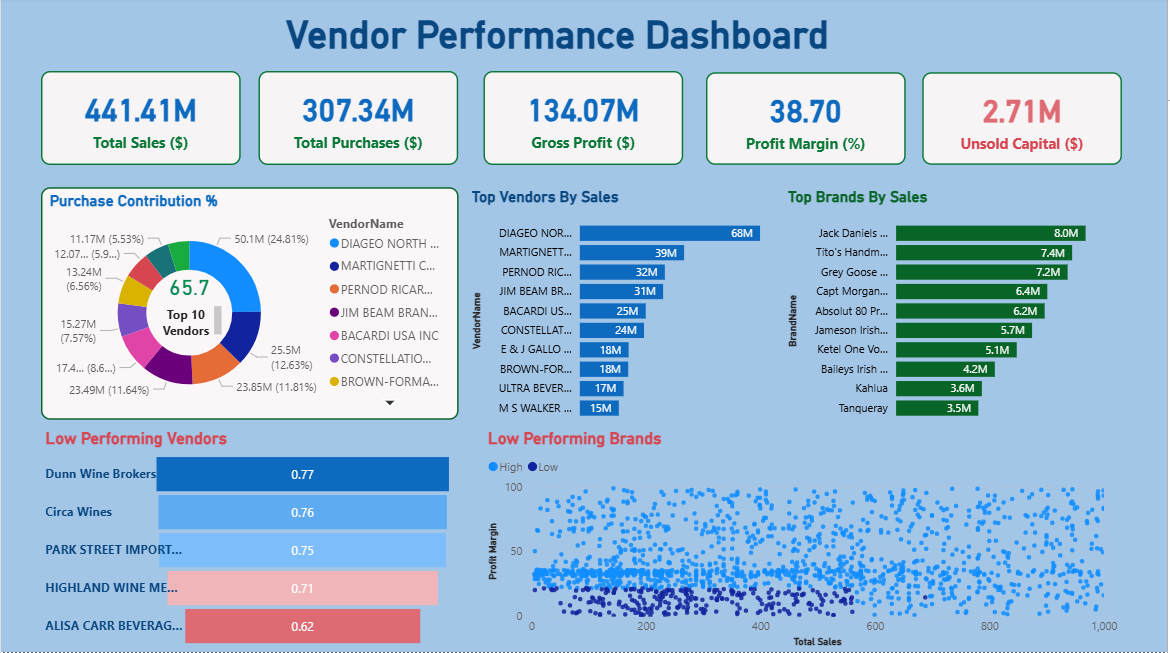 Vendor Performance Dashboard
441.41M
Total Sales ($)
307.34M
Total Purchases ($)
134.07M
Gross Profit ($)
38.70
Profit Margin (%)
2.71M
Unsold Capital ($)
Purchase Contribution %
50.1M (24.81%)
25.5M
(12.63%)
23.85M (11.81%)
23.49M (11.64%)
17.4... (8.6...)
15.27M
(7.57%)
13.24M
(6.56%)
12.07... (5.9...)
11.17M (5.53%)
65.7
Top 10
Vendors
VendorName
DIAGEO NORTH ...
MARTIGNETTI C...
PERNOD RICAR...
JIM BEAM BRAN...
BACARDI USA INC
CONSTELLATIO...
BROWN-FORMA...
Top Vendors By Sales
VendorName
DIAGEO NOR... 68M
MARTIGNETT... 39M
PERNOD RIC... 32M
JIM BEAM BR... 31M
BACARDI US... 25M
CONSTELLAT... 24M
E & J GALLO ... 18M
BROWN-FOR... 18M
ULTRA BEVER... 17M
M S WALKER ... 15M
Top Brands By Sales
BrandName
Jack Daniels ... 8.0M
Tito's Handm... 7.4M
Grey Goose ... 7.2M
Capt Morgan... 6.4M
Absolut 80 Pr... 6.2M
Jameson Irish... 5.7M
Ketel One Vo... 5.1M
Baileys Irish ... 4.2M
Kahlua 3.6M
Tanqueray 3.5M
Low Performing Vendors
Dunn Wine Brokers 0.77
Circa Wines 0.76
PARK STREET IMPORT... 0.75
HIGHLAND WINE ME... 0.71
ALISA CARR BEVERAG... 0.62
Low Performing Brands
High Low
Profit Margin
100
50
0
0 200 400 600 800 1,000
Total Sales